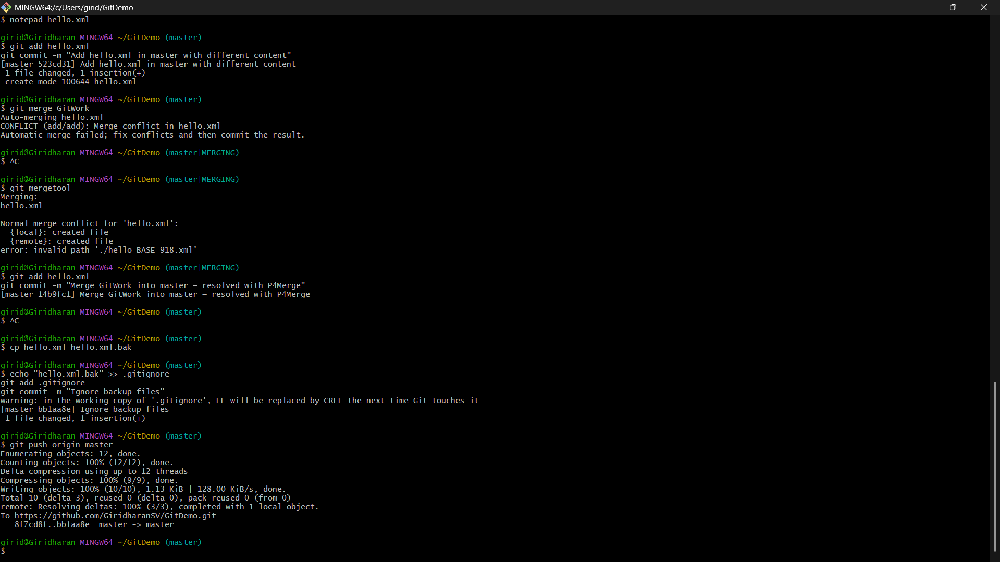 MINGW64:/c/Users/girid/GitDemo
$ notepad hello.xml
girid@Giridharan MINGW64 ~/GitDemo (master)
$ git add hello.xml
git commit -m "Add hello.xml in master with different content"
[master 523cd31] Add hello.xml in master with different content
 1 file changed, 1 insertion(+)
 create mode 100644 hello.xml
girid@Giridharan MINGW64 ~/GitDemo (master)
$ git merge GitWork
Auto-merging hello.xml
CONFLICT (add/add): Merge conflict in hello.xml
Automatic merge failed; fix conflicts and then commit the result.
girid@Giridharan MINGW64 ~/GitDemo (master|MERGING)
$ ^C
girid@Giridharan MINGW64 ~/GitDemo (master|MERGING)
$ git mergetool
Merging:
hello.xml
Normal merge conflict for 'hello.xml':
  {local}: created file
  {remote}: created file
error: invalid path './hello_BASE_918.xml'
girid@Giridharan MINGW64 ~/GitDemo (master|MERGING)
$ git add hello.xml
git commit -m "Merge GitWork into master – resolved with P4Merge"
[master 14b9fc1] Merge GitWork into master – resolved with P4Merge
girid@Giridharan MINGW64 ~/GitDemo (master)
$ ^C
girid@Giridharan MINGW64 ~/GitDemo (master)
$ cp hello.xml hello.xml.bak
girid@Giridharan MINGW64 ~/GitDemo (master)
$ echo "hello.xml.bak" >> .gitignore
git add .gitignore
git commit -m "Ignore backup files"
warning: in the working copy of '.gitignore', LF will be replaced by CRLF the next time Git touches it
[master bb1aa8e] Ignore backup files
 1 file changed, 1 insertion(+)
girid@Giridharan MINGW64 ~/GitDemo (master)
$ git push origin master
Enumerating objects: 12, done.
Counting objects: 100% (12/12), done.
Delta compression using up to 12 threads
Compressing objects: 100% (9/9), done.
Writing objects: 100% (10/10), 1.13 KiB | 128.00 KiB/s, done.
Total 10 (delta 3), reused 0 (delta 0), pack-reused 0 (from 0)
remote: Resolving deltas: 100% (3/3), completed with 1 local object.
To https://github.com/GiridharanSV/GitDemo.git
   8f7cd8f..bb1aa8e  master -> master
girid@Giridharan MINGW64 ~/GitDemo (master)
$